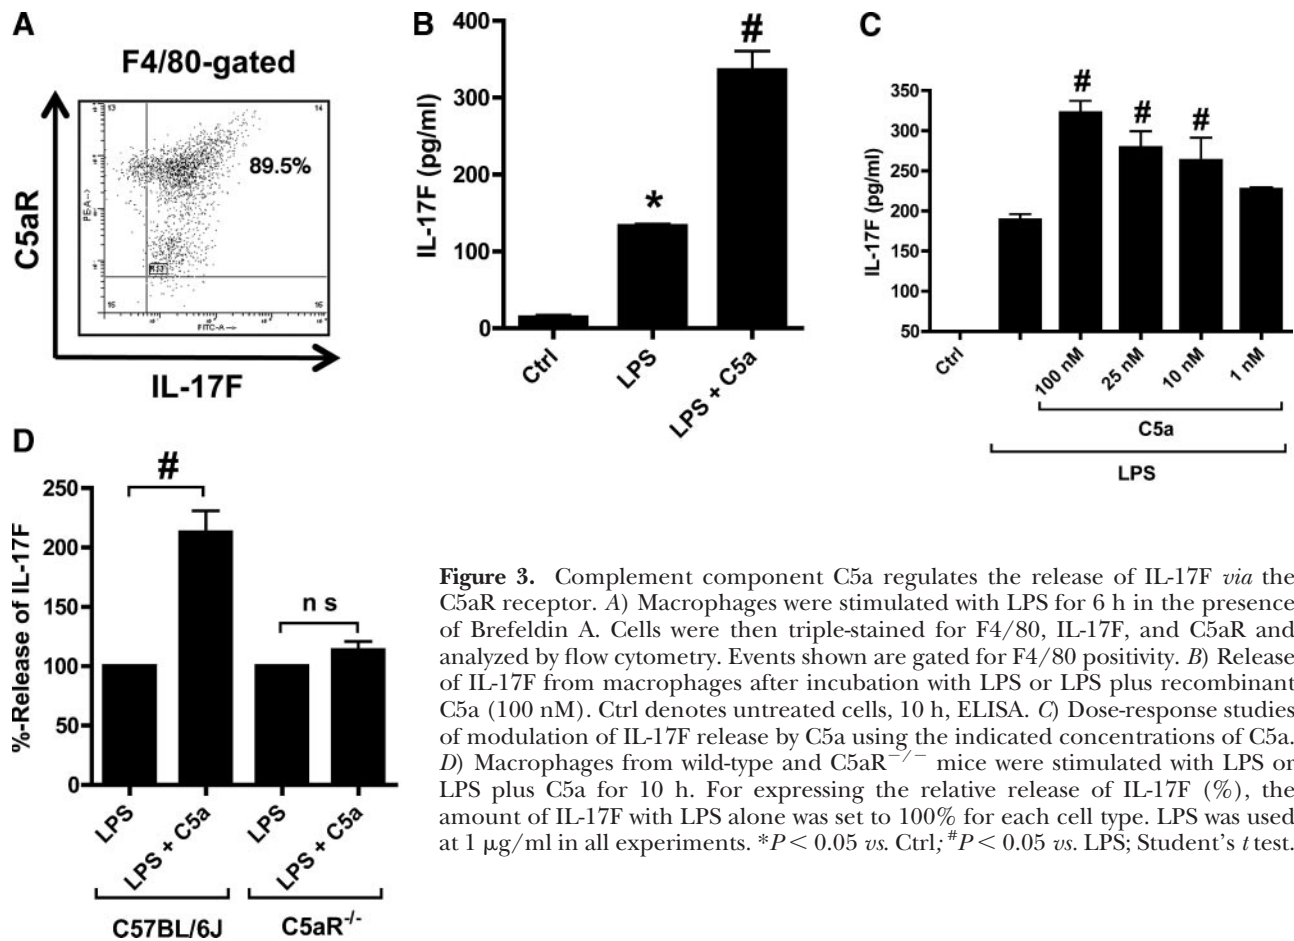 A
F4/80-gated
C5aR
13
14
89.5%
PE-A
15
16
FITC-A
IL-17F
B
IL-17F (pg/ml)
400
300
200
100
0
*
#
Ctrl
LPS
LPS + C5a
C
IL-17F (pg/ml)
350
300
250
200
150
100
50
#
#
#
Ctrl
100 nM
25 nM
10 nM
1 nM
C5a
LPS
D
%-Release of IL-17F
250
200
150
100
50
0
#
n s
LPS
LPS + C5a
LPS
LPS + C5a
C57BL/6J
C5aR-/-
Figure 3. Complement component C5a regulates the release of IL-17F via the
C5aR receptor. A) Macrophages were stimulated with LPS for 6 h in the presence
of Brefeldin A. Cells were then triple-stained for F4/80, IL-17F, and C5aR and
analyzed by flow cytometry. Events shown are gated for F4/80 positivity. B) Release
of IL-17F from macrophages after incubation with LPS or LPS plus recombinant
C5a (100 nM). Ctrl denotes untreated cells, 10 h, ELISA. C) Dose-response studies
of modulation of IL-17F release by C5a using the indicated concentrations of C5a.
D) Macrophages from wild-type and C5aR−/− mice were stimulated with LPS or
LPS plus C5a for 10 h. For expressing the relative release of IL-17F (%), the
amount of IL-17F with LPS alone was set to 100% for each cell type. LPS was used
at 1 μg/ml in all experiments. *P < 0.05 vs. Ctrl; #P < 0.05 vs. LPS; Student's t test.